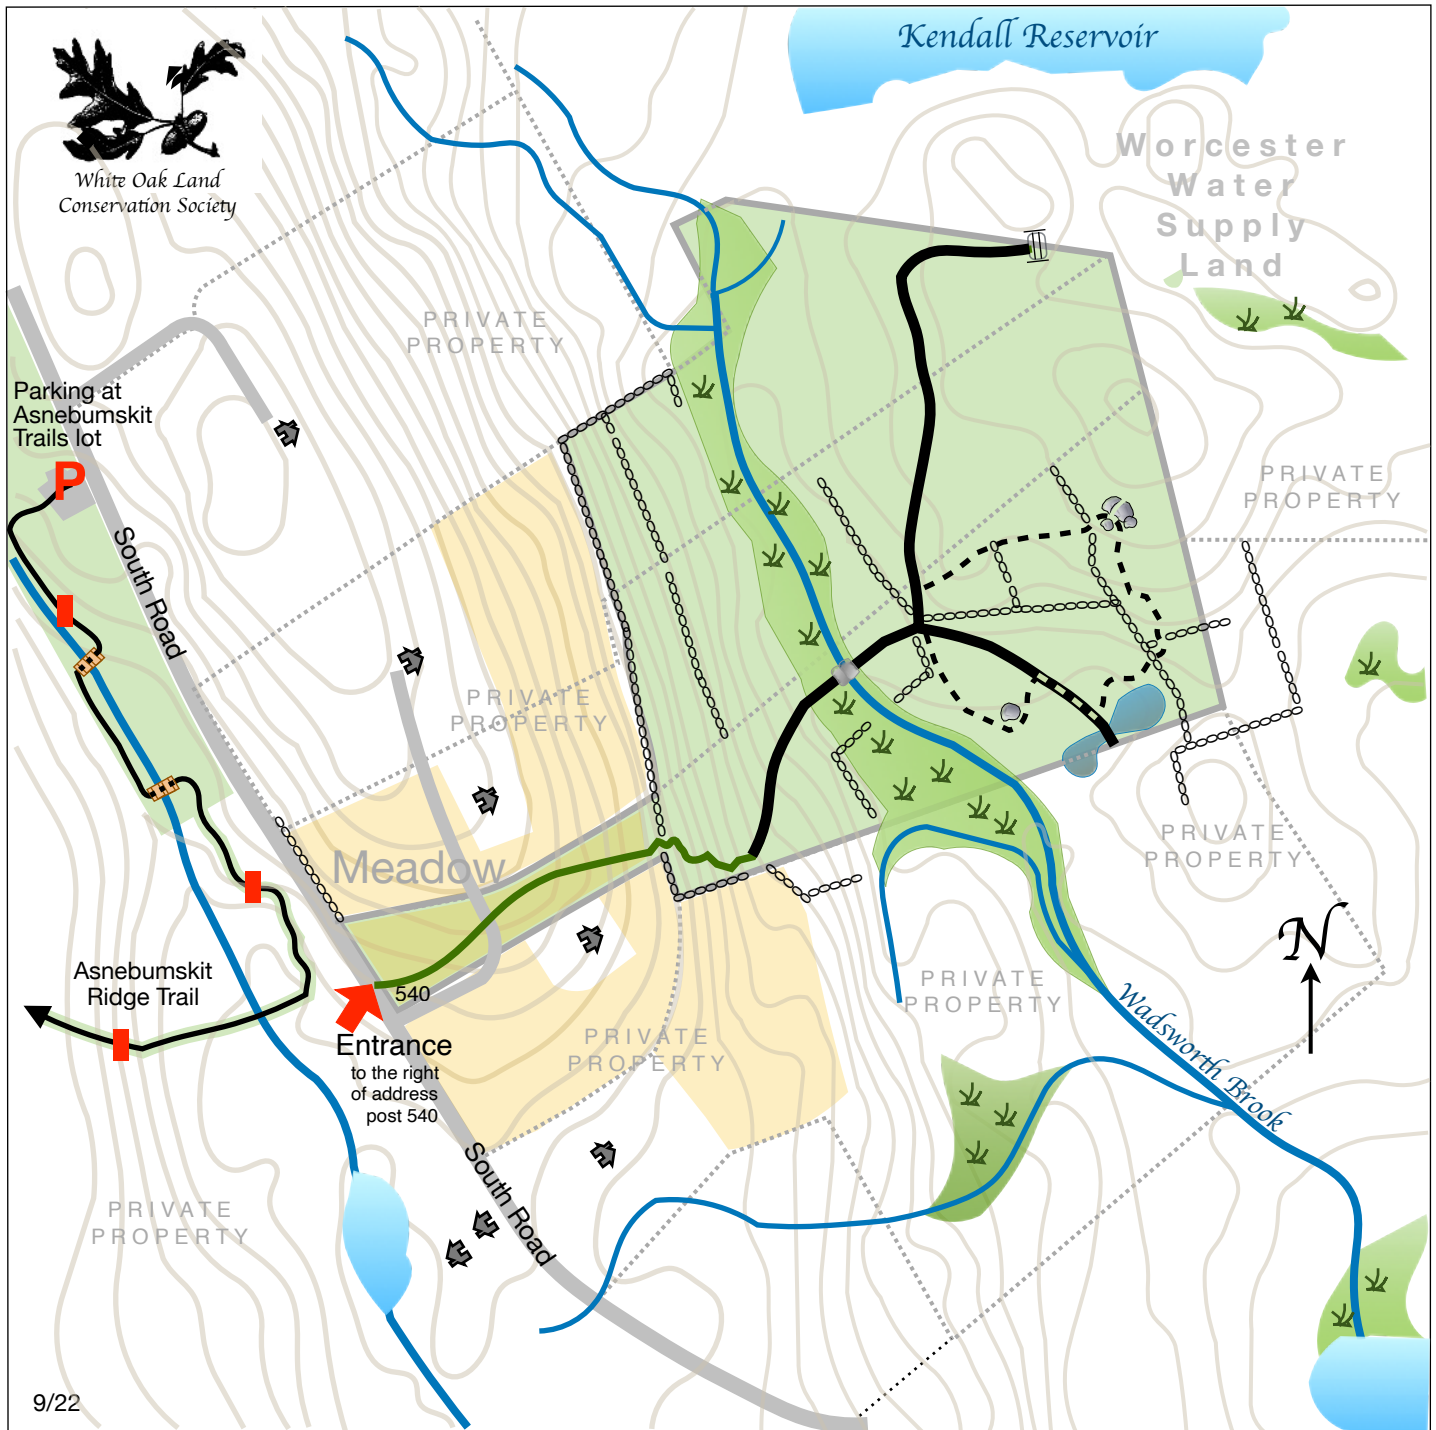 Kendall Reservoir
White Oak Land
Conservation Society
Worcester
Water
Supply
Land
PRIVATE
PROPERTY
Parking at
Asnebumskit
Trails lot
P
South Road
PRIVATE
PROPERTY
PRIVATE
PROPERTY
Meadow
PRIVATE
PROPERTY
Asnebumskit
Ridge Trail
540
Entrance
to the right
of address
post 540
PRIVATE
PROPERTY
PRIVATE
PROPERTY
N
Wadsworth Brook
South Road
PRIVATE
PROPERTY
9/22